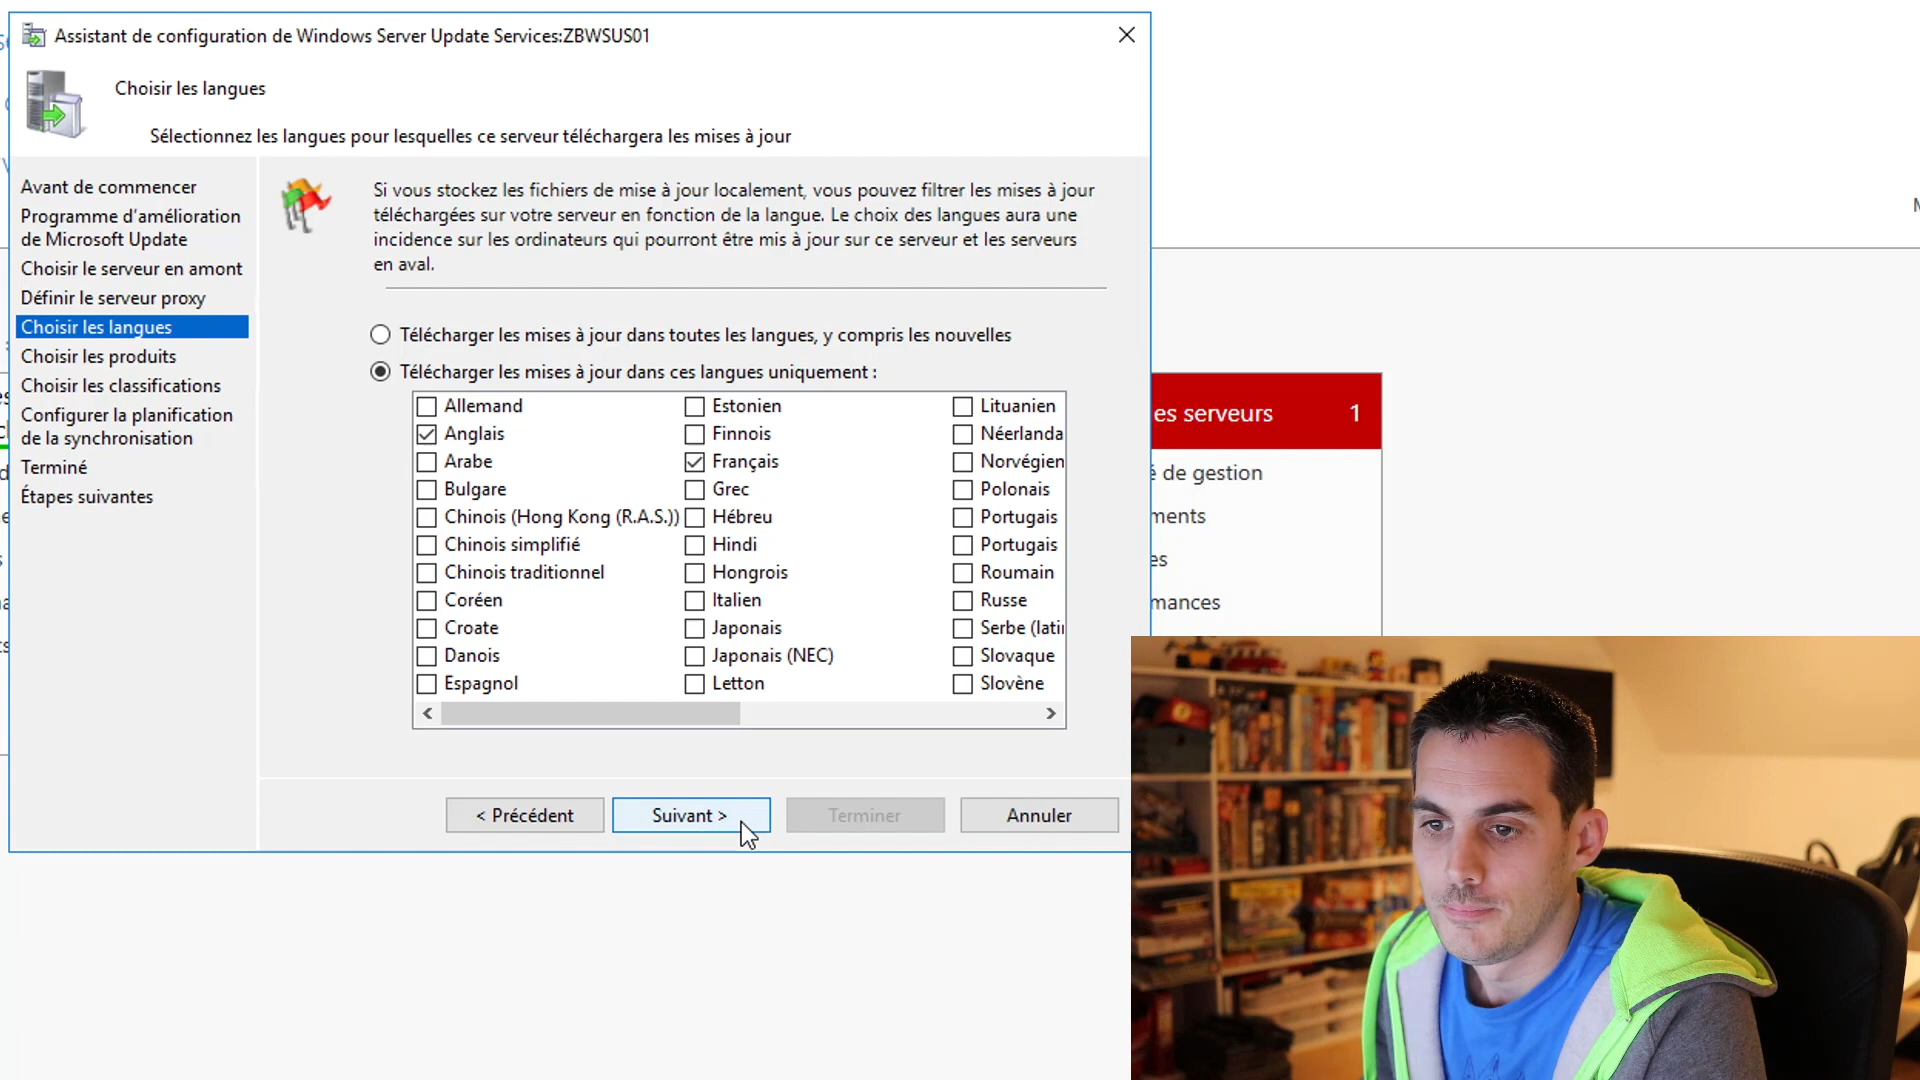 Assistant de configuration de Windows Server Update Services:ZBWSUS01
Choisir les langues
Sélectionnez les langues pour lesquelles ce serveur téléchargera les mises à jour
Avant de commencer
Programme d'amélioration
de Microsoft Update
Choisir le serveur en amont
Définir le serveur proxy
Choisir les langues
Choisir les produits
Choisir les classifications
Configurer la planification
de la synchronisation
Terminé
Étapes suivantes
Si vous stockez les fichiers de mise à jour localement, vous pouvez filtrer les mises à jour
téléchargées sur votre serveur en fonction de la langue. Le choix des langues aura une
incidence sur les ordinateurs qui pourront être mis à jour sur ce serveur et les serveurs
en aval.
Télécharger les mises à jour dans toutes les langues, y compris les nouvelles
Télécharger les mises à jour dans ces langues uniquement :
Allemand
Anglais
Arabe
Bulgare
Chinois (Hong Kong (R.A.S.))
Chinois simplifié
Chinois traditionnel
Coréen
Croate
Danois
Espagnol
Estonien
Finnois
Français
Grec
Hébreu
Hindi
Hongrois
Italien
Japonais
Japonais (NEC)
Letton
Lituanien
Néerlanda
Norvégien
Polonais
Portugais
Portugais
Roumain
Russe
Serbe (lati
Slovaque
Slovène
< Précédent
Suivant >
Terminer
Annuler
es serveurs 1
é de gestion
ments
es
mances